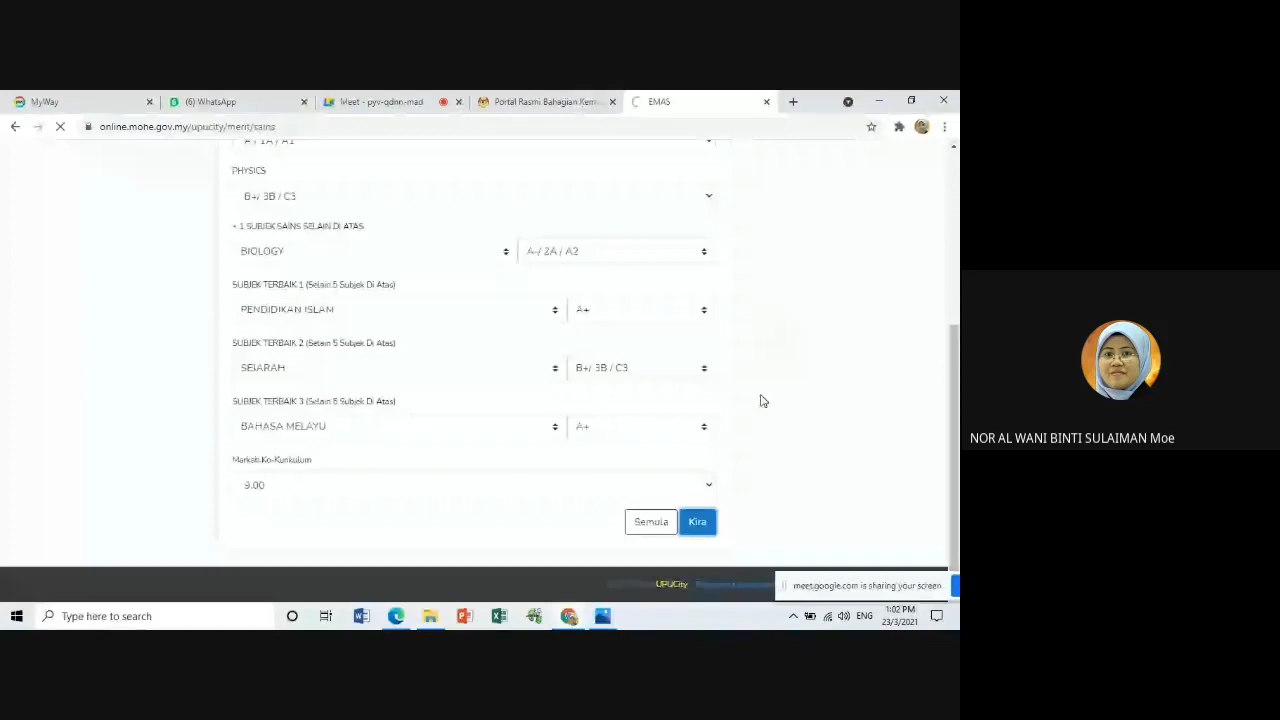 MyWay
(6) WhatsApp
Meet - pyv-qdnn-mad
Portal Rasmi Bahagian Kem
EMAS
online.mohe.gov.my/upucity/merit/sains
PHYSICS
B+/ 3B / C3
+ 1 SUBJEK SAINS SELAIN DI ATAS
BIOLOGY A-/ 2A / A2
SUBJEK TERBAIK 1 (Selain 5 Subjek Di Atas)
PENDIDIKAN ISLAM A+
SUBJEK TERBAIK 2 (Selain 5 Subjek Di Atas)
SEJARAH B+/ 3B / C3
SUBJEK TERBAIK 3 (Selain 5 Subjek Di Atas)
BAHASA MELAYU A+
Markah Ko-Kurikulum
9.00
Semula Kira
UPUCity
meet.google.com is sharing your screen.
Type here to search
ENG
1:02 PM
23/3/2021
NOR AL WANI BINTI SULAIMAN Moe